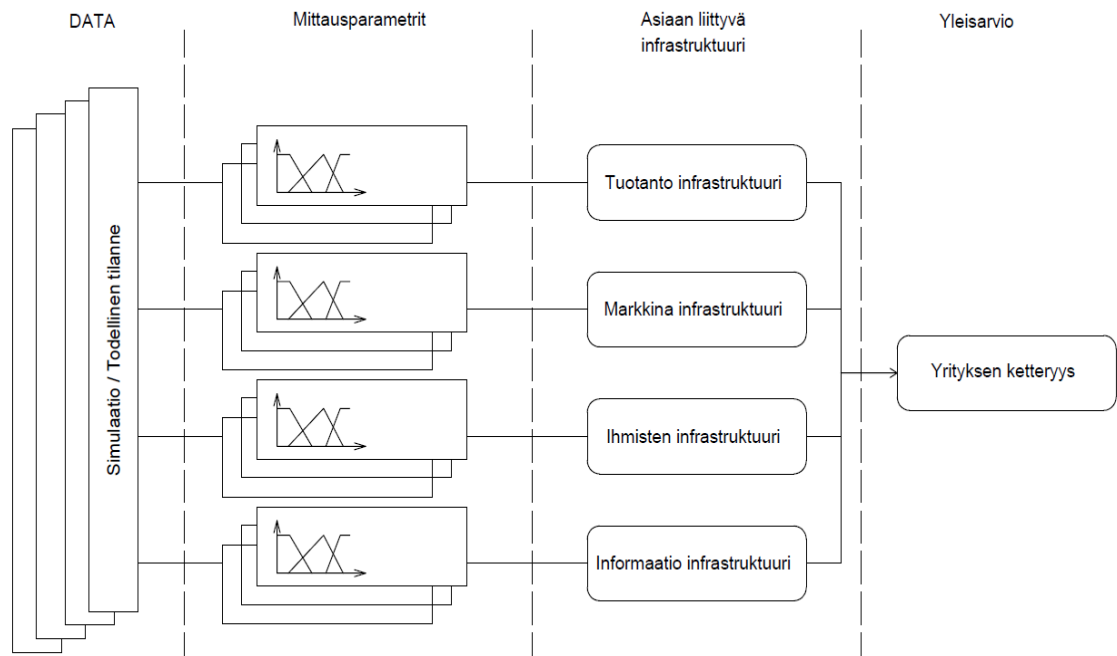 DATA
Mittausparametrit
Asiaan liittyvä
infrastruktuuri
Yleisarvio
Simulaatio / Todellinen tilanne
Tuotanto infrastruktuuri
Markkina infrastruktuuri
Ihmisten infrastruktuuri
Informaatio infrastruktuuri
Yrityksen ketteryys